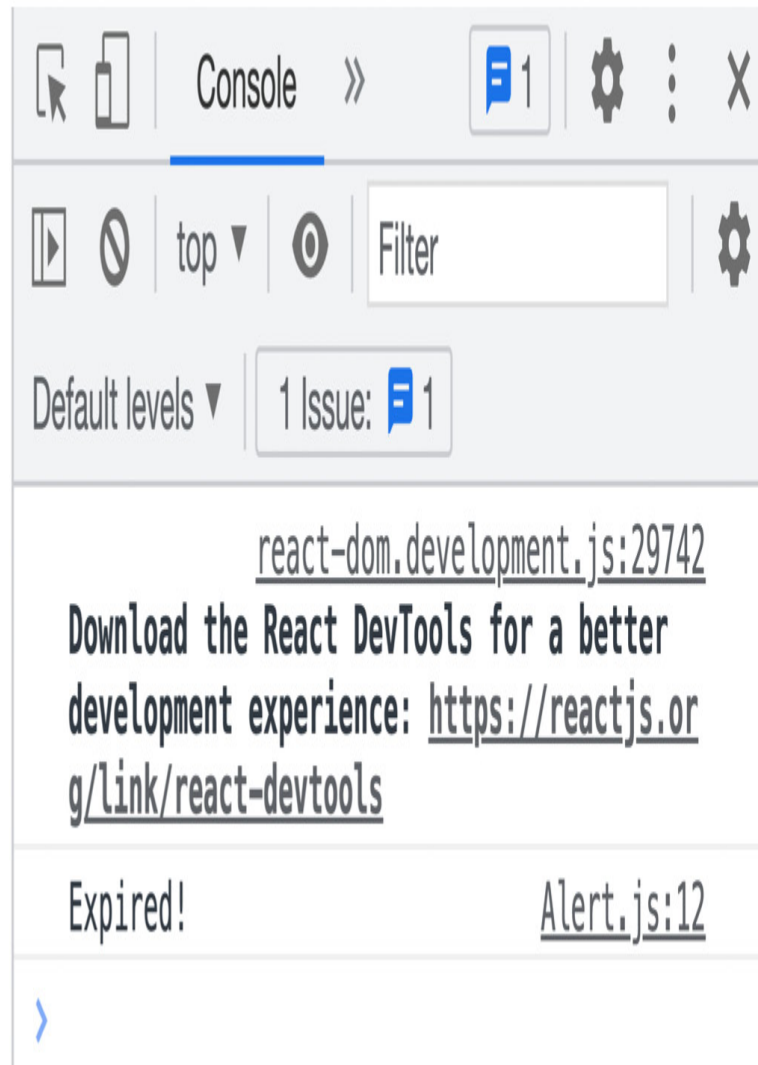 Console » 1
top ▼ Filter
Default levels ▼ 1 Issue: 1
react-dom.development.js:29742
Download the React DevTools for a better
development experience: https://reactjs.or
g/link/react-devtools
Expired! Alert.js:12